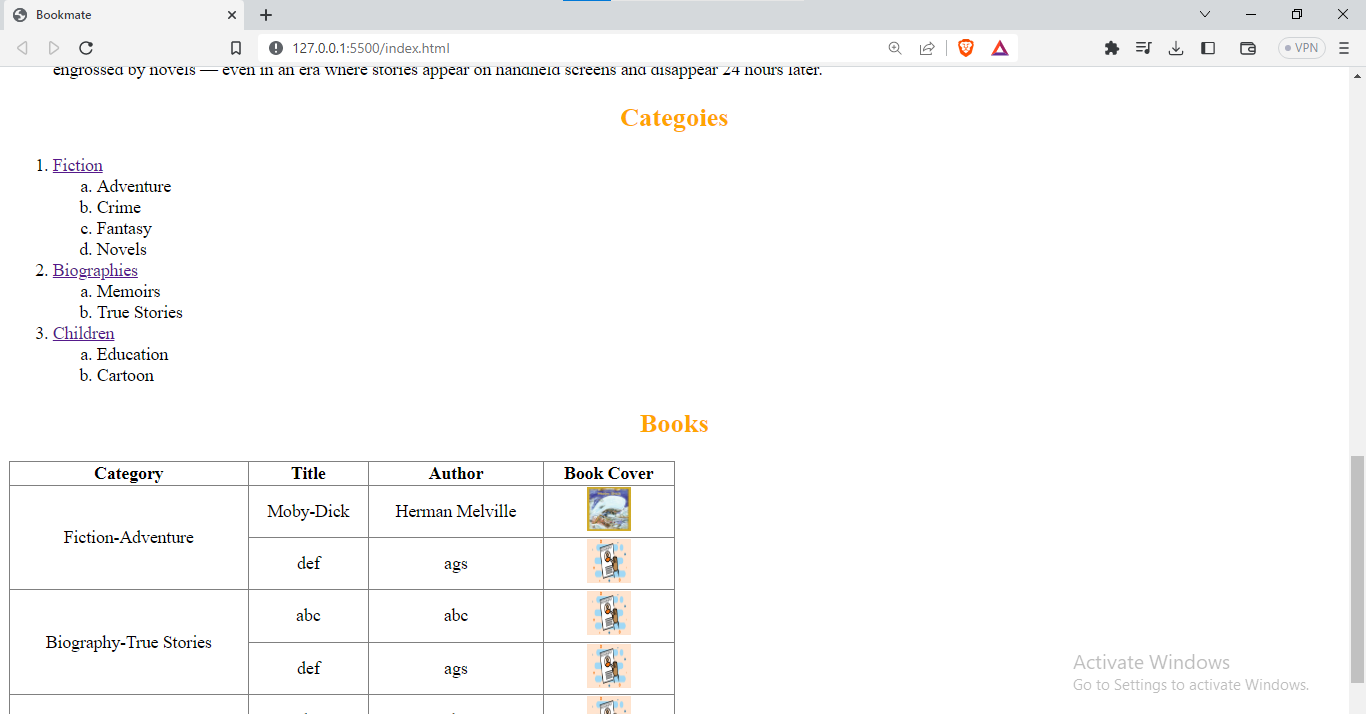 Bookmate
127.0.0.1:5500/index.html
VPN
engrossed by novels — even in an era where stories appear on handheld screens and disappear 24 hours later.
Categoies
1. Fiction
a. Adventure
b. Crime
c. Fantasy
d. Novels
2. Biographies
a. Memoirs
b. True Stories
3. Children
a. Education
b. Cartoon
Books
Category Title Author Book Cover
Moby-Dick Herman Melville
Fiction-Adventure
def ags
abc abc
Biography-True Stories
def ags
Activate Windows
Go to Settings to activate Windows.